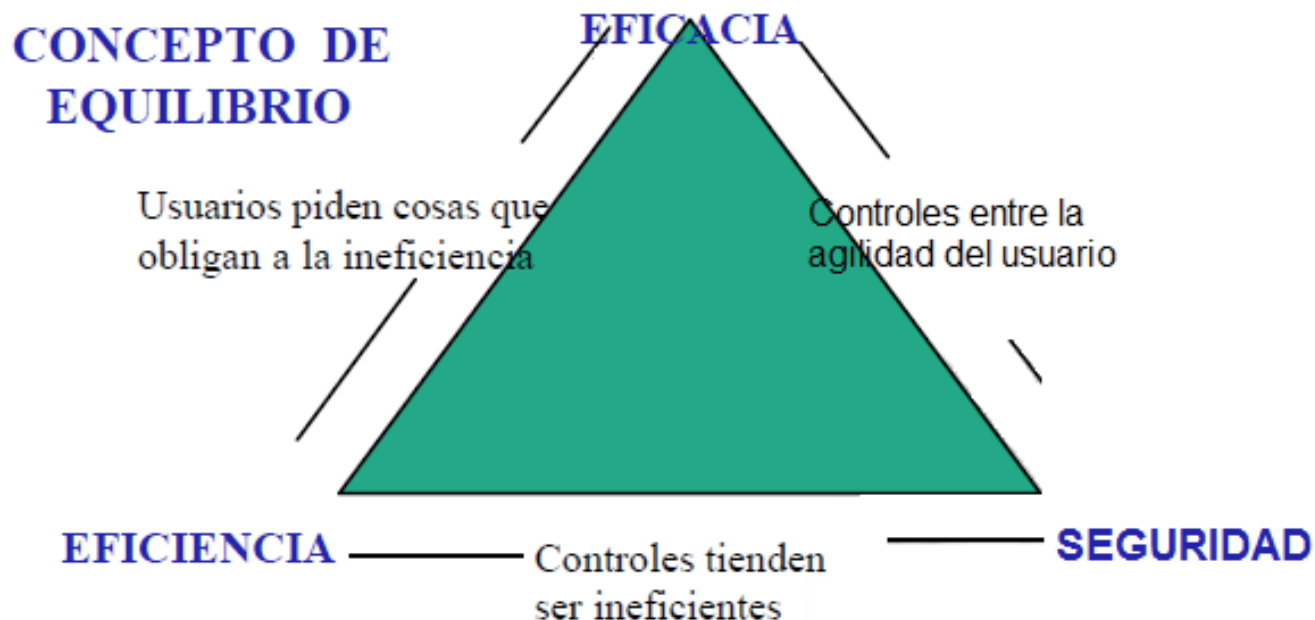 CONCEPTO DE
EQUILIBRIO
EFICACIA
Usuarios piden cosas que
obligan a la ineficiencia
Controles entre la
agilidad del usuario
EFICIENCIA
Controles tienden
ser ineficientes
SEGURIDAD